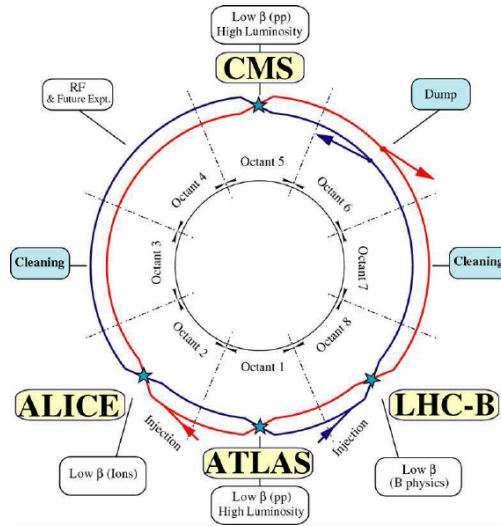 Low β (pp)
High Luminosity
CMS
RF
& Future Expt.
Dump
Octant 5
Octant 4
Octant 6
Octant 3
Octant 7
Cleaning
Cleaning
Octant 2
Octant 8
Octant 1
ALICE
LHC-B
Injection
Injection
ATLAS
Low β (Ions)
Low β
(B physics)
Low β (pp)
High Luminosity